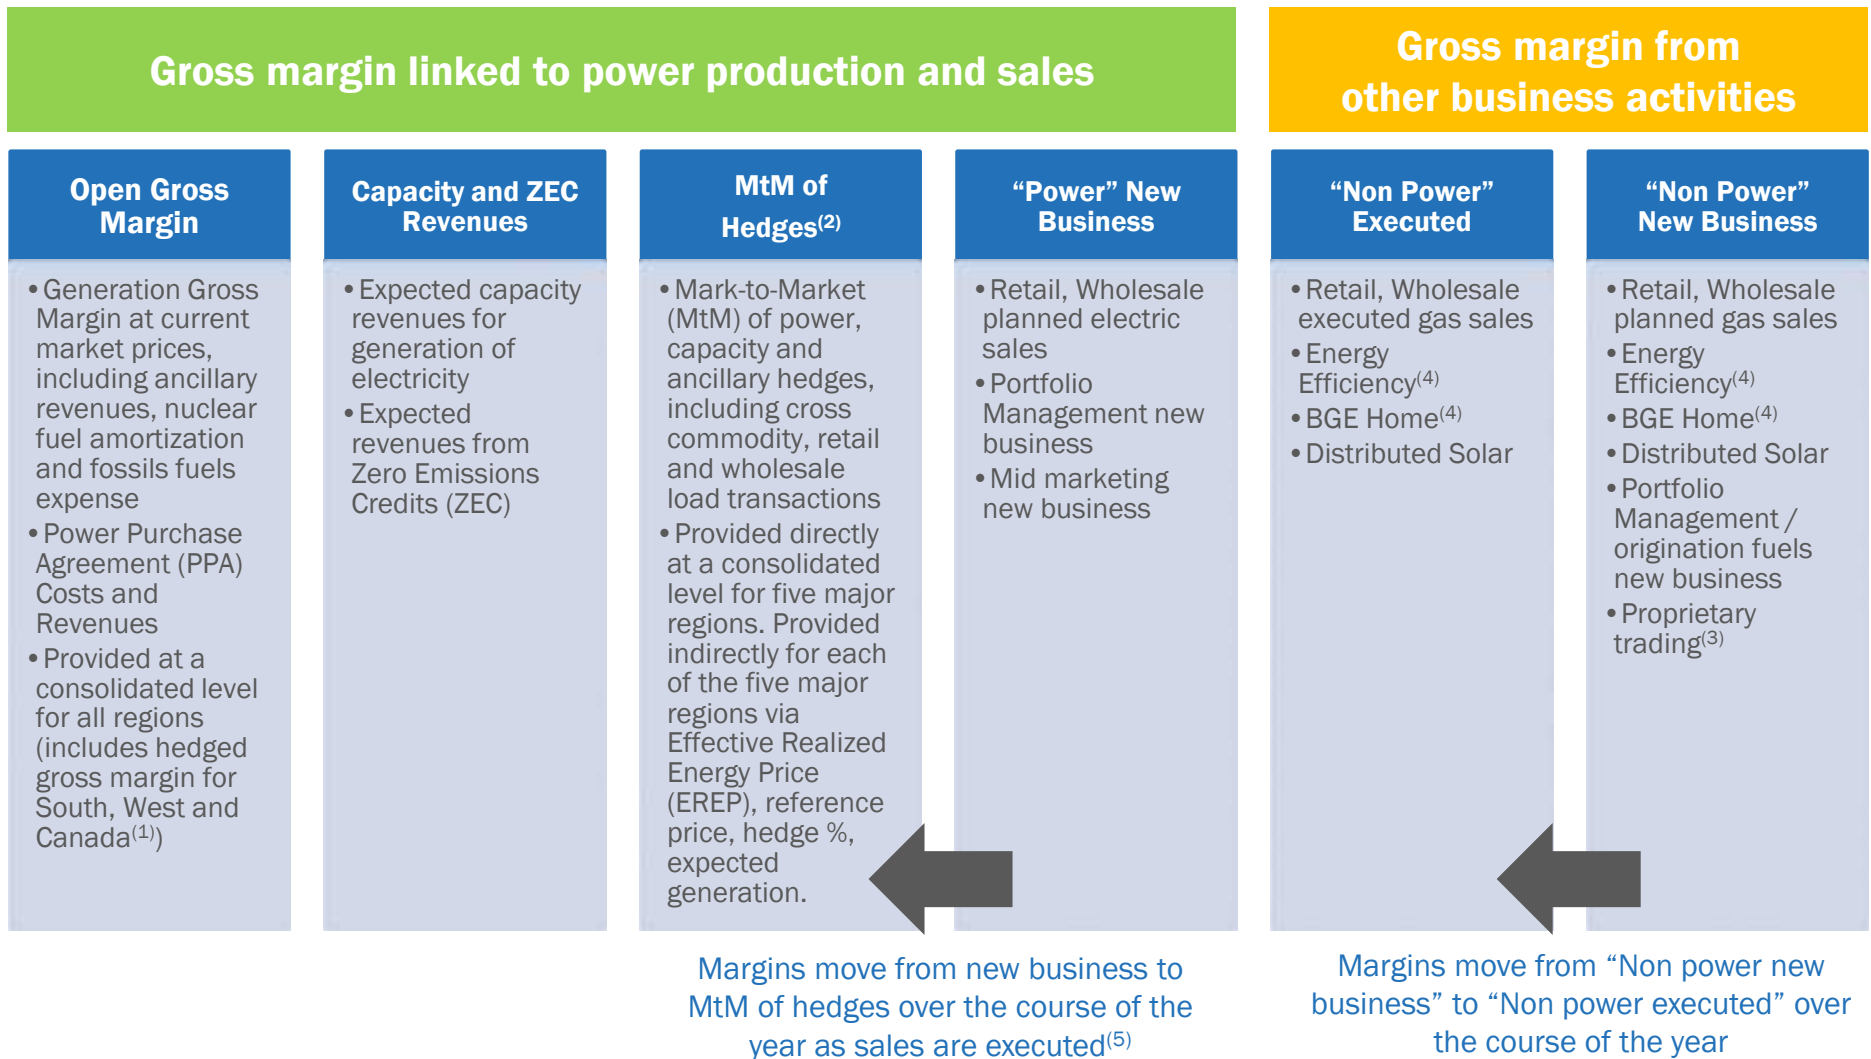 Gross margin linked to power production and sales
Gross margin from
other business activities
Open Gross
Margin
•Generation Gross
Margin at current
market prices,
including ancillary
revenues, nuclear
fuel amortization
and fossils fuels
expense
•Power Purchase
Agreement (PPA)
Costs and
Revenues
•Provided at a
consolidated level
for all regions
(includes hedged
gross margin for
South, West and
Canada(1))
Capacity and ZEC
Revenues
•Expected capacity
revenues for
generation of
electricity
•Expected
revenues from
Zero Emissions
Credits (ZEC)
MtM of
Hedges(2)
•Mark-to-Market
(MtM) of power,
capacity and
ancillary hedges,
including cross
commodity, retail
and wholesale
load transactions
•Provided directly
at a consolidated
level for five major
regions. Provided
indirectly for each
of the five major
regions via
Effective Realized
Energy Price
(EREP), reference
price, hedge %,
expected
generation.
“Power” New
Business
•Retail, Wholesale
planned electric
sales
•Portfolio
Management new
business
•Mid marketing
new business
“Non Power”
Executed
•Retail, Wholesale
executed gas sales
•Energy
Efficiency(4)
•BGE Home(4)
•Distributed Solar
“Non Power”
New Business
•Retail, Wholesale
planned gas sales
•Energy
Efficiency(4)
•BGE Home(4)
•Distributed Solar
•Portfolio
Management /
origination fuels
new business
•Proprietary
trading(3)
Margins move from new business to
MtM of hedges over the course of the
year as sales are executed(5)
Margins move from “Non power new
business” to “Non power executed” over
the course of the year